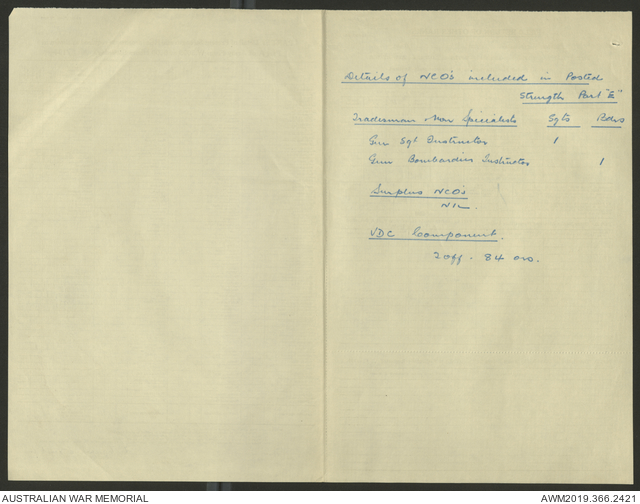 Details of NCO's included in Posted
Strength Part "E"
Tradesman Non Specialists Sgts Bdrs
Gun Sgt Instructor 1
Gun Bombardier Instructor 1
Surplus NCO's
NIL.
VDC Component.
2 off. 84 ors.
AUSTRALIAN WAR MEMORIAL
AWM2019.366.2421